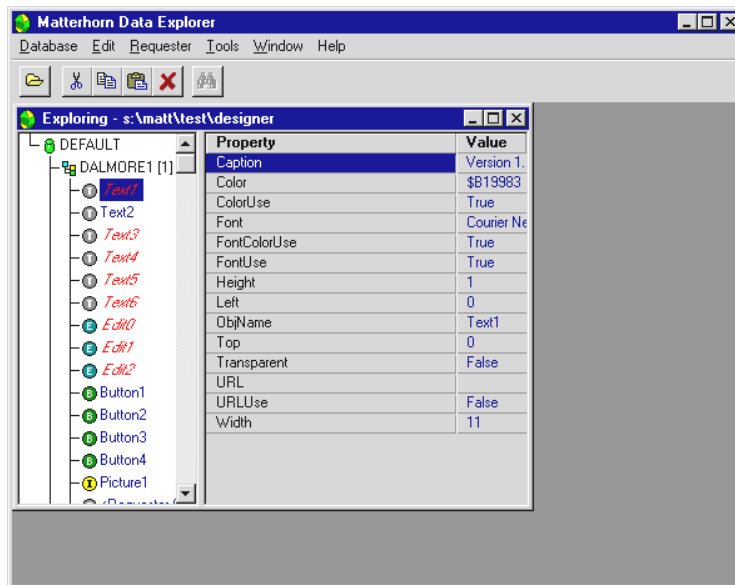 Matterhorn Data Explorer
Database Edit Requester Tools Window Help
Exploring - s:\matt\test\designer
DEFAULT
DALMORE1 [1]
T Text1
T Text2
T Text3
T Text4
T Text5
T Text6
E Edit0
E Edit1
E Edit2
B Button1
B Button2
B Button3
B Button4
I Picture1
Property Value
Caption Version 1.
Color $B19983
ColorUse True
Font Courier Ne
FontColorUse True
FontUse True
Height 1
Left 0
ObjName Text1
Top 0
Transparent False
URL
URLUse False
Width 11